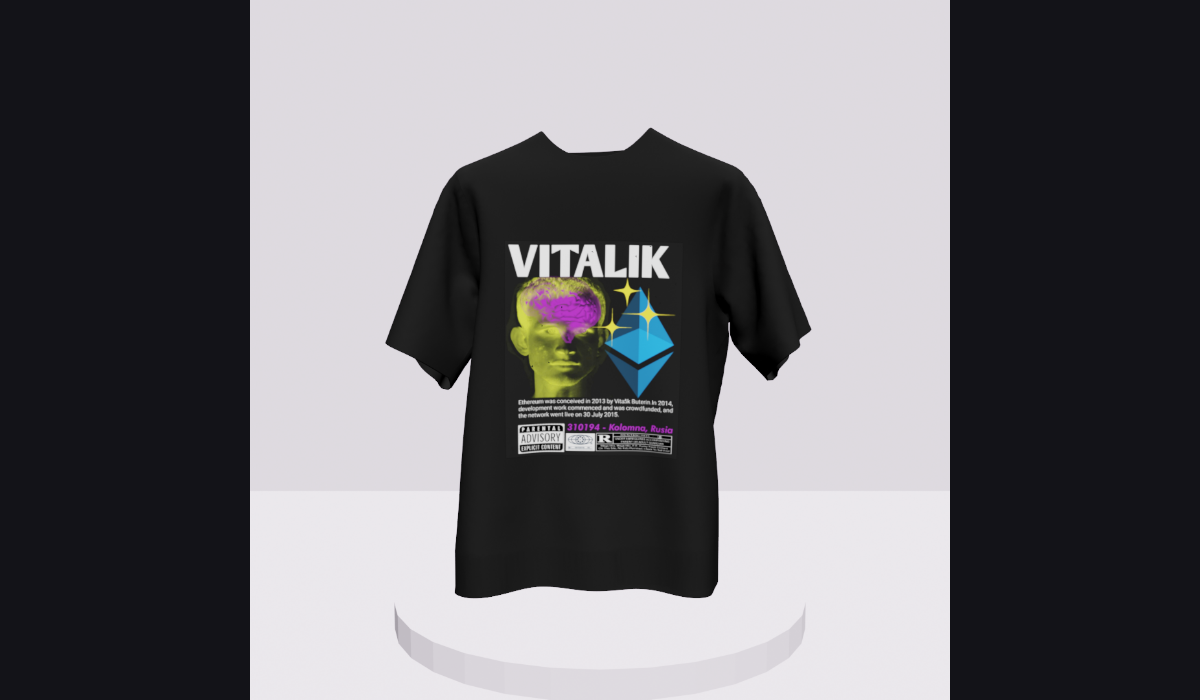 VITALIK
Ethereum was conceived in 2013 by Vitalik Buterin. In 2014,
development work commenced and was crowdfunded, and
the network went live on 30 July 2015.
310194 - Kolomna, Rusia
PARENTAL
ADVISORY
EXPLICIT CONTENT
R